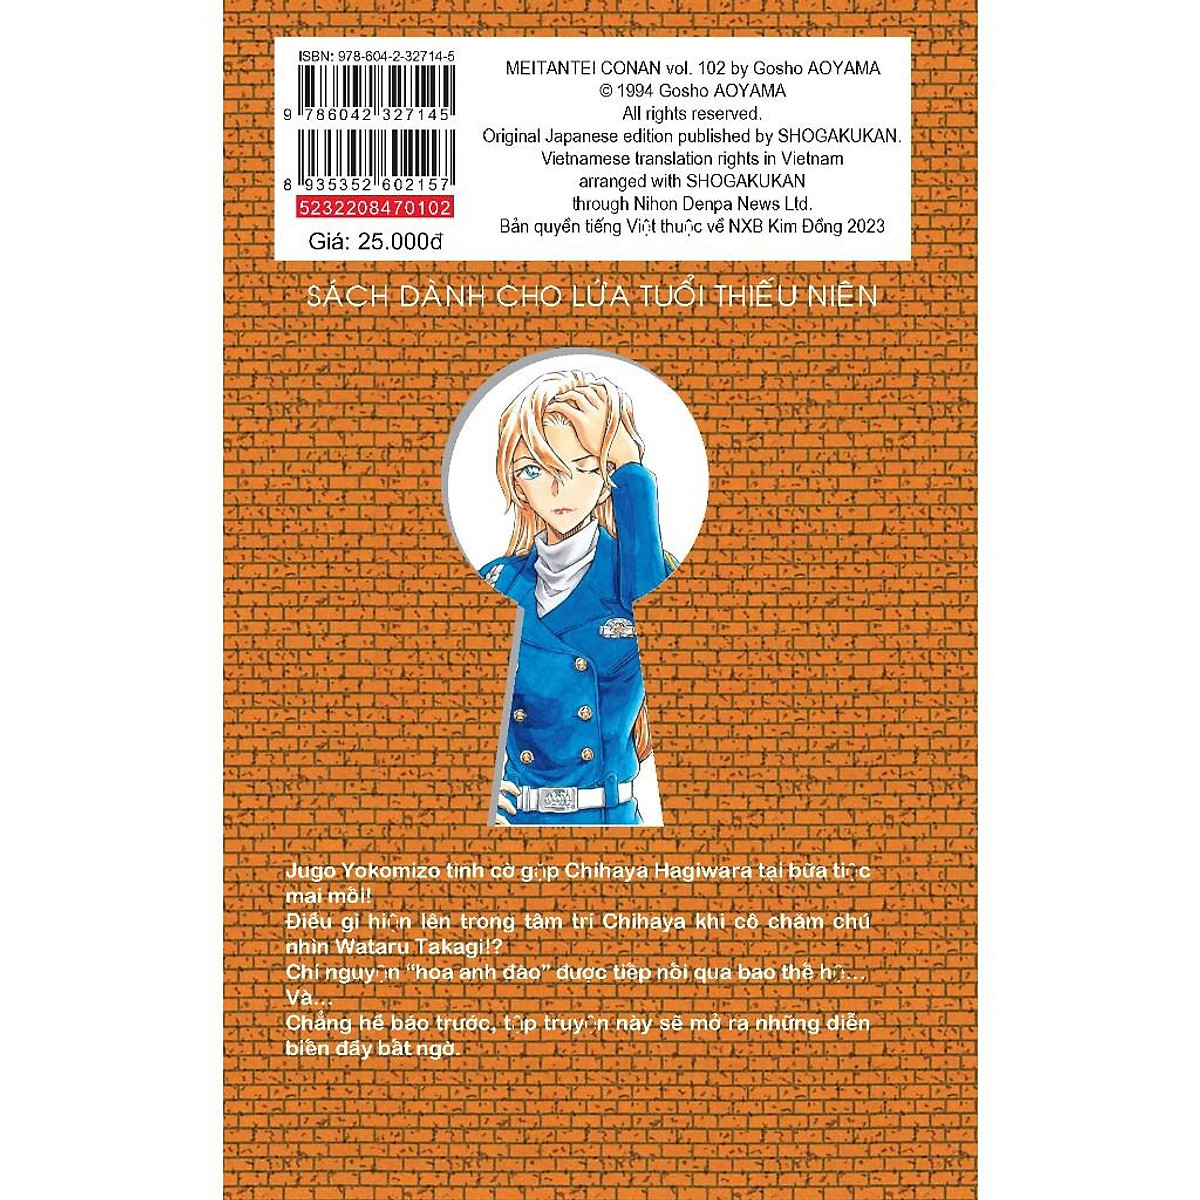 ISBN: 978-604-2-32714-5
9 786042 327145
8 935352 602157
5232208470102
Giá: 25.000đ
MEITANTEI CONAN vol. 102 by Gosho AOYAMA
© 1994 Gosho AOYAMA
All rights reserved.
Original Japanese edition published by SHOGAKUKAN.
Vietnamese translation rights in Vietnam
arranged with SHOGAKUKAN
through Nihon Denpa News Ltd.
Bản quyền tiếng Việt thuộc về NXB Kim Đồng 2023
SÁCH DÀNH CHO LỨA TUỔI THIẾU NIÊN
Jugo Yokomizo tình cờ gặp Chihaya Hagiwara tại bữa tiệc
mai mối!
Điều gì hiện lên trong tâm trí Chihaya khi cô chăm chú
nhìn Wataru Takagi!?
Chí nguyện “hoa anh đào” được tiếp nối qua bao thế hệ...
Và...
Chẳng hề báo trước, tập truyện này sẽ mở ra những diễn
biến đầy bất ngờ.